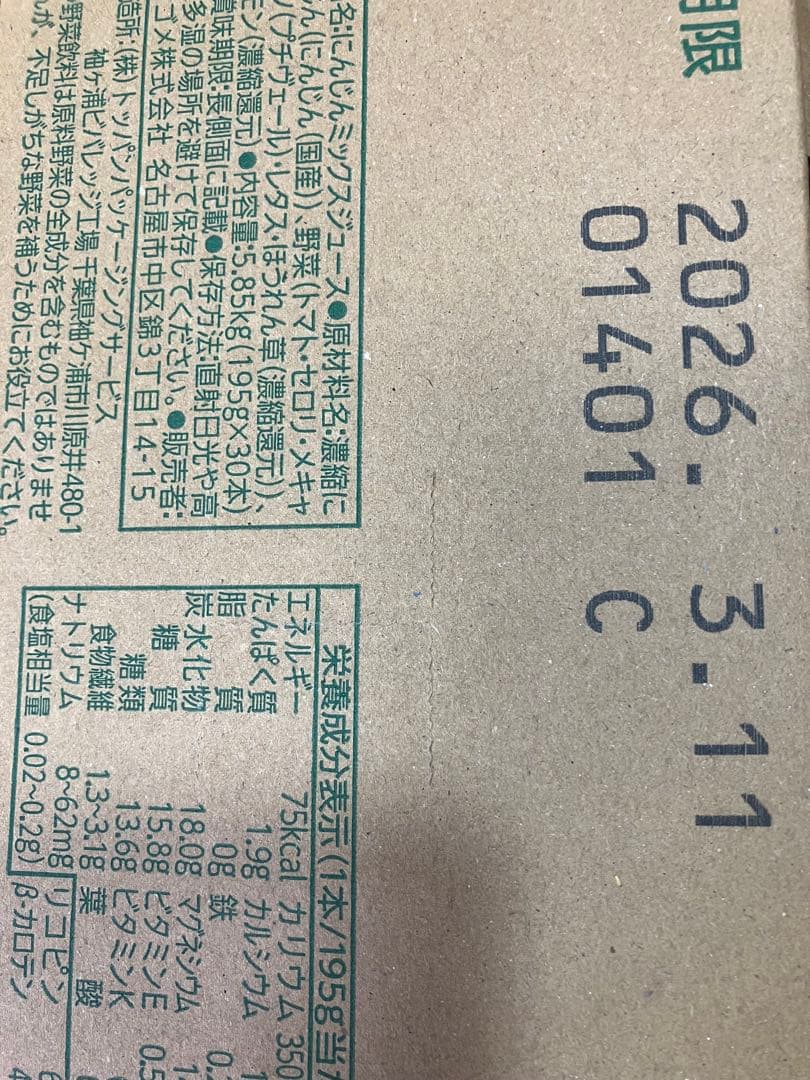 期限
2026. 3.11
01401 C
名:にんじんミックスジュース●原材料名:濃縮に
ん(にんじん(国産))、野菜(トマト・セロリ・メキャ
(プチヴェール)・レタス・ほうれん草(濃縮還元))、
モン(濃縮還元)●内容量:5.85kg(195g×30本)
賞味期限:長側面に記載●保存方法:直射日光や高
多湿の場所を避けて保存してください。●販売者:
ゴメ株式会社 名古屋市中区錦3丁目14-15
造所:(株)トッパンパッケージングサービス
袖ケ浦ビバレッジ工場 千葉県袖ケ浦市川原井480-1
野菜飲料は原料野菜の全成分を含むものではありませ
んが、不足しがちな野菜を補うためにお役立てください。
栄養成分表示(1本/195g当
エネルギー 75kcal カリウム 350
たんぱく質 1.9g カルシウム 1
脂質 0g 鉄 0.
炭水化物 18.0g マグネシウム 1
糖質 15.8g ビタミンE 0.5
糖類 13.6g ビタミンK
食物繊維 1.3~3.1g 葉酸
ナトリウム 8~62mg リコピン 6
(食塩相当量 0.02~0.2g) β-カロテン 4